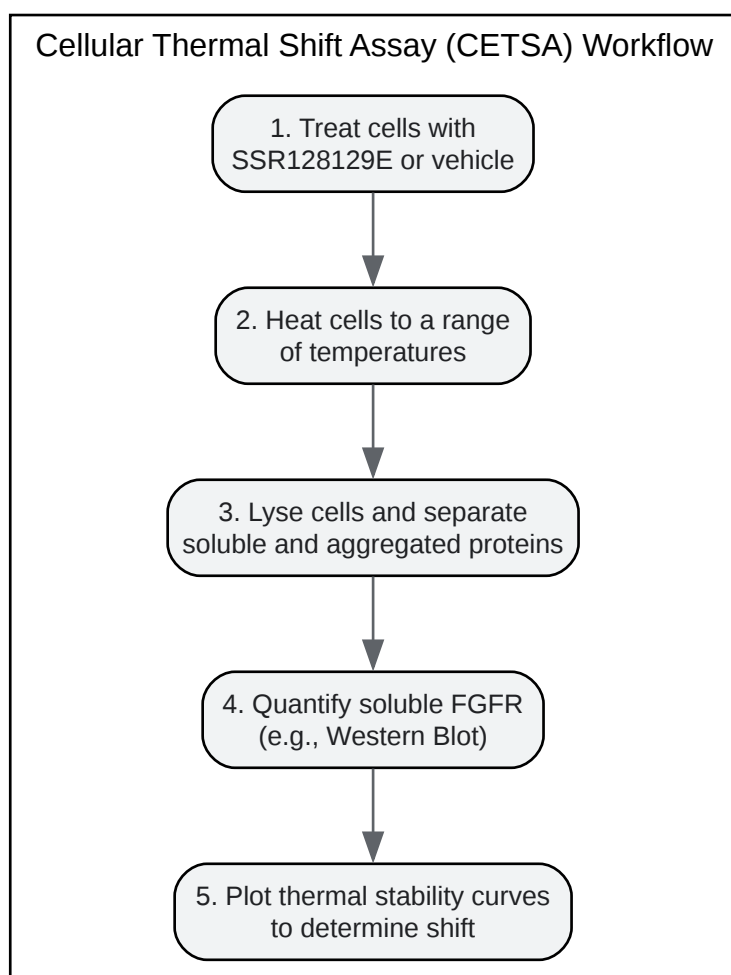 Cellular Thermal Shift Assay (CETSA) Workflow
1. Treat cells with
SSR128129E or vehicle
2. Heat cells to a range
of temperatures
3. Lyse cells and separate
soluble and aggregated proteins
4. Quantify soluble FGFR
(e.g., Western Blot)
5. Plot thermal stability curves
to determine shift